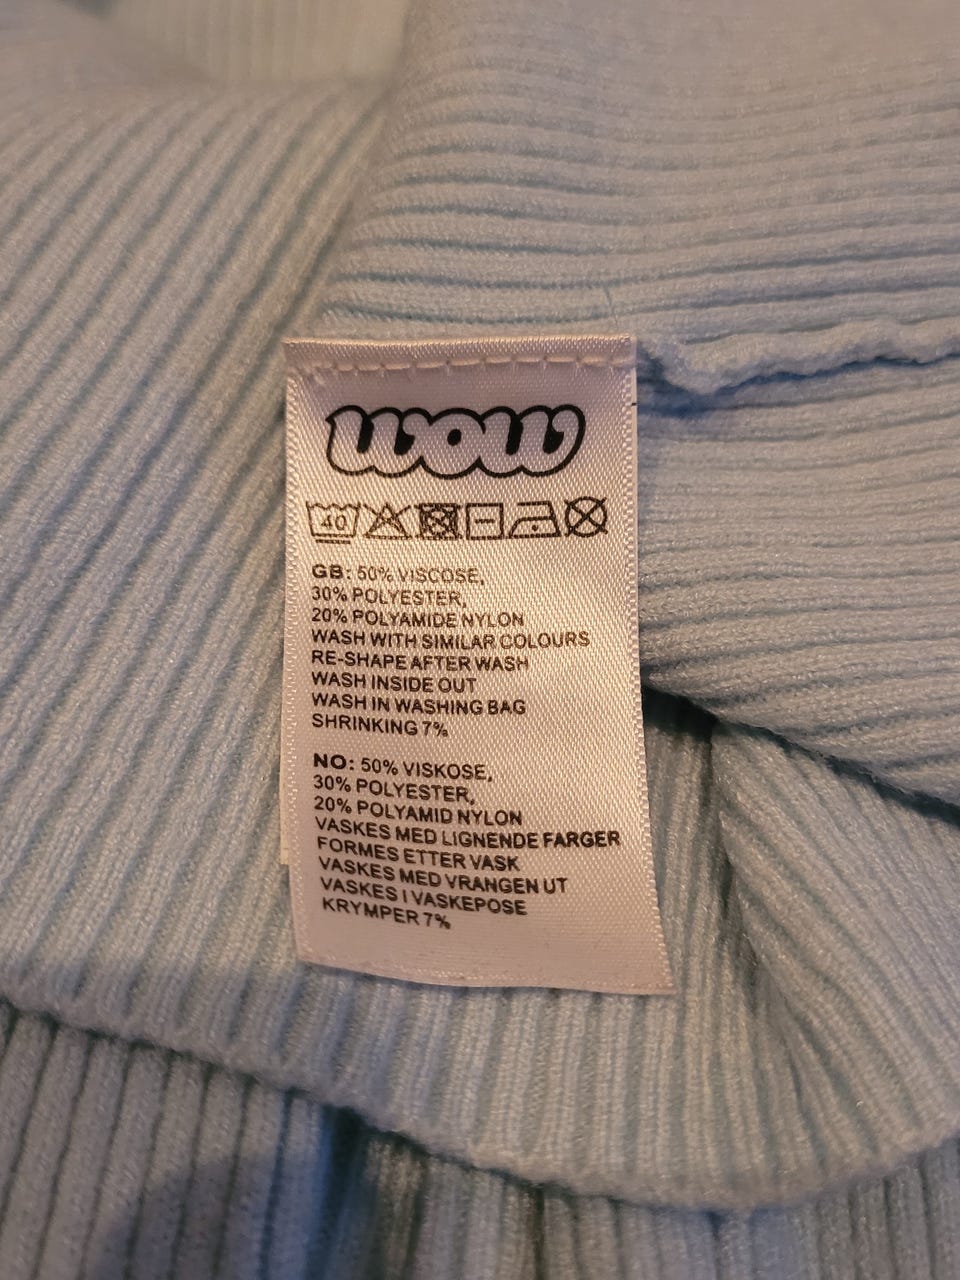 wow
40
GB: 50% VISCOSE,
30% POLYESTER,
20% POLYAMIDE NYLON
WASH WITH SIMILAR COLOURS
RE-SHAPE AFTER WASH
WASH INSIDE OUT
WASH IN WASHING BAG
SHRINKING 7%
NO: 50% VISKOSE,
30% POLYESTER,
20% POLYAMID NYLON
VASKES MED LIGNENDE FARGER
FORMES ETTER VASK
VASKES MED VRANGEN UT
VASKES I VASKEPOSE
KRYMPER 7%